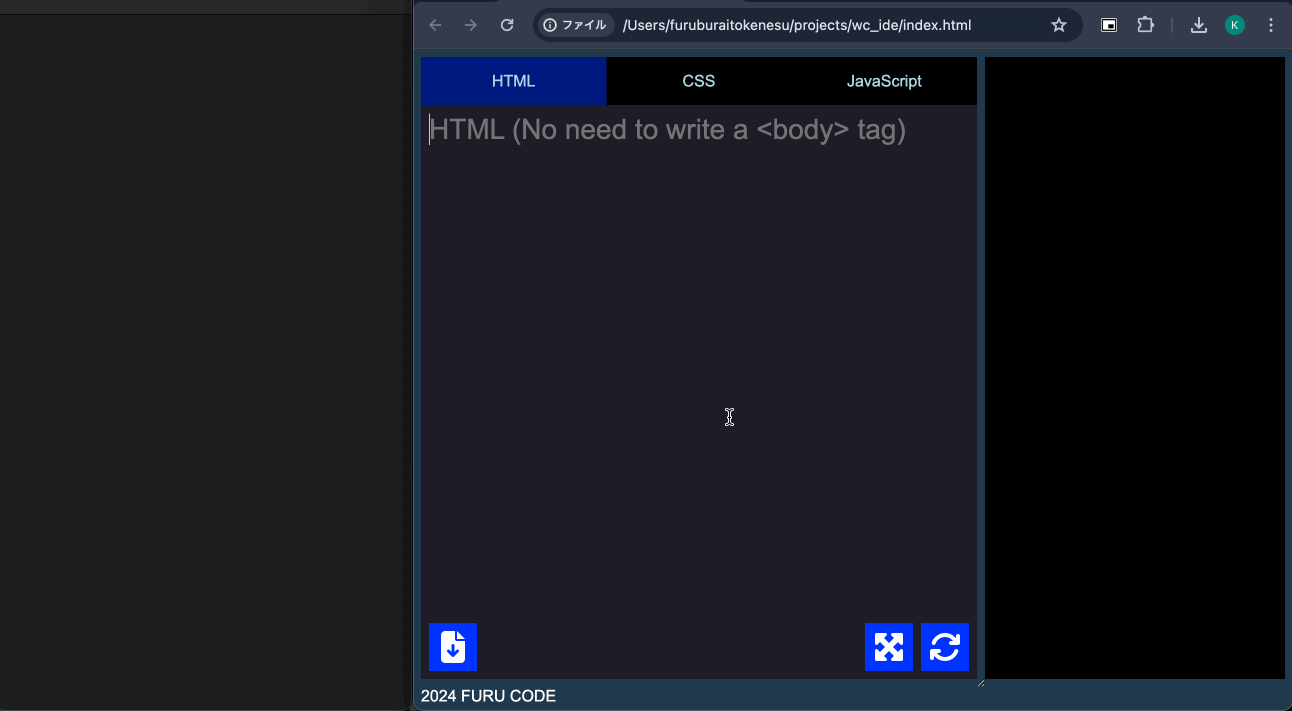 ファイル /Users/furuburaitokenesu/projects/wc_ide/index.html K
HTML CSS JavaScript
HTML (No need to write a <body> tag)
2024 FURU CODE